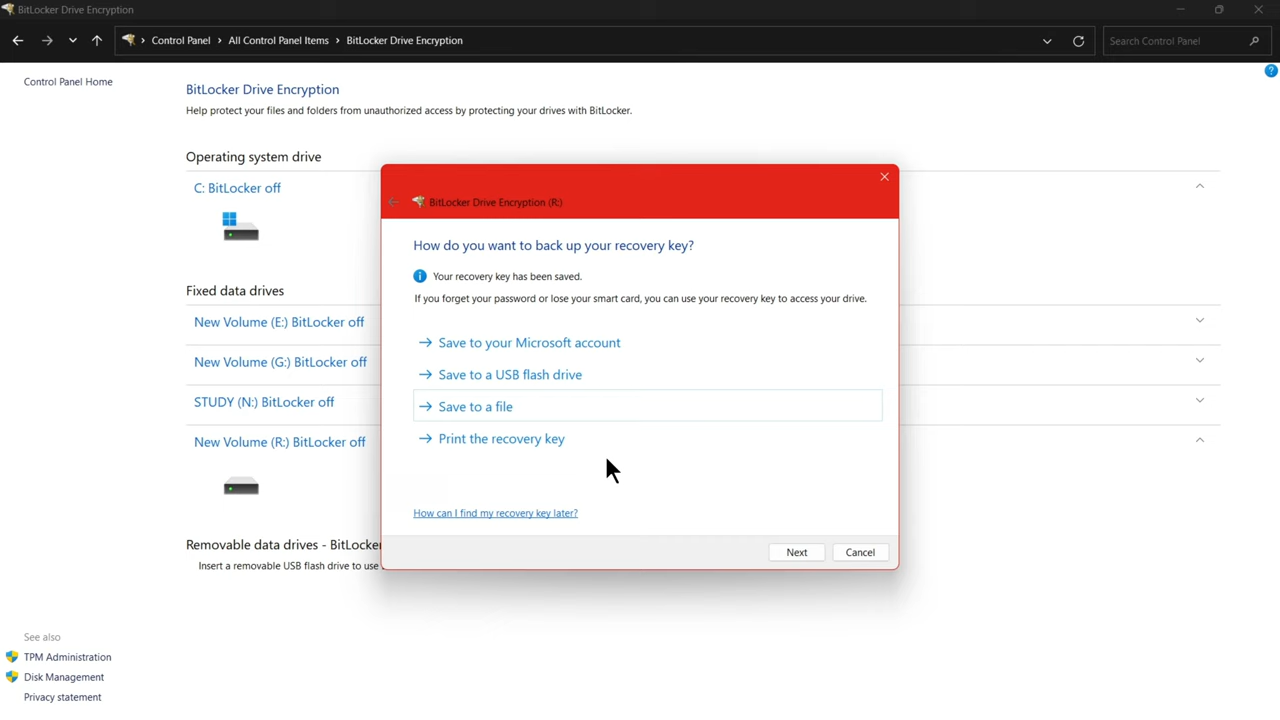 BitLocker Drive Encryption
Control Panel > All Control Panel Items > BitLocker Drive Encryption
Search Control Panel
Control Panel Home
BitLocker Drive Encryption
Help protect your files and folders from unauthorized access by protecting your drives with BitLocker.
Operating system drive
C: BitLocker off
Fixed data drives
New Volume (E:) BitLocker off
New Volume (G:) BitLocker off
STUDY (N:) BitLocker off
New Volume (R:) BitLocker off
Removable data drives - BitLocker
Insert a removable USB flash drive to use
BitLocker Drive Encryption (R:)
How do you want to back up your recovery key?
Your recovery key has been saved.
If you forget your password or lose your smart card, you can use your recovery key to access your drive.
Save to your Microsoft account
Save to a USB flash drive
Save to a file
Print the recovery key
How can I find my recovery key later?
Next
Cancel
See also
TPM Administration
Disk Management
Privacy statement